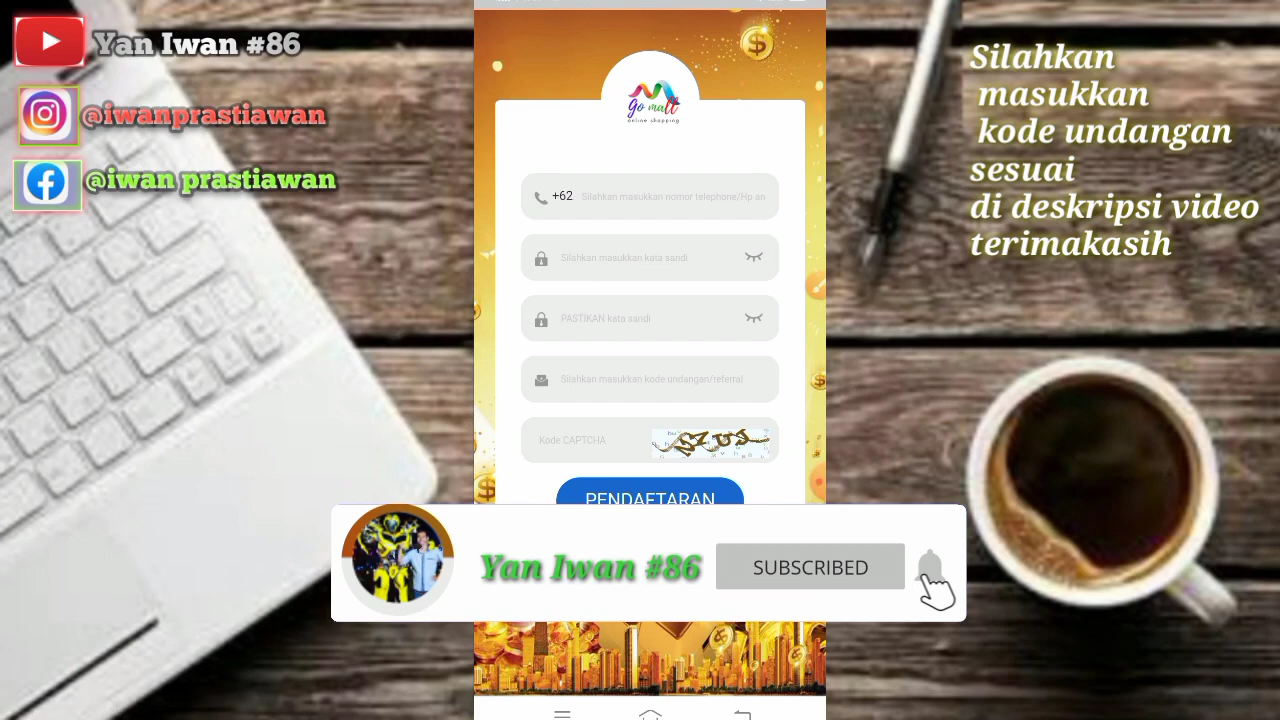 Yan Iwan #86
@iwanprastiawan
@iwan prastiawan
Silahkan
masukkan
kode undangan
sesuai
di deskripsi video
terimakasih
go mall
online shopping
+62 Silahkan masukkan nomor telephone/Hp an
Silahkan masukkan kata sandi
PASTIKAN kata sandi
Silahkan masukkan kode undangan/referral
Kode CAPTCHA
PENDAFTARAN
Yan Iwan #86
SUBSCRIBED